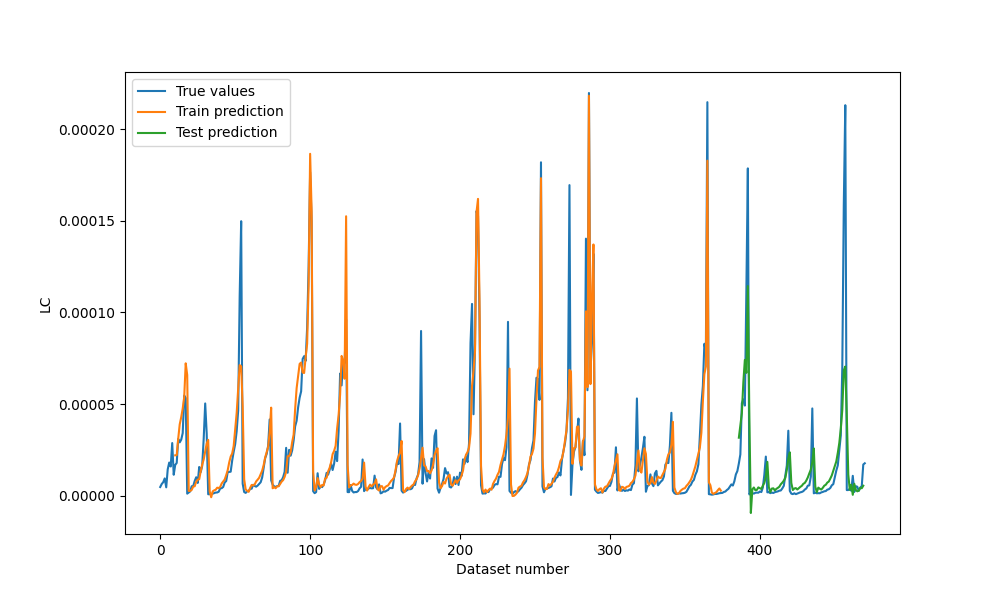 True values
Train prediction
Test prediction
0.00020
0.00015
0.00010
0.00005
0.00000
LC
0
100
200
300
400
Dataset number